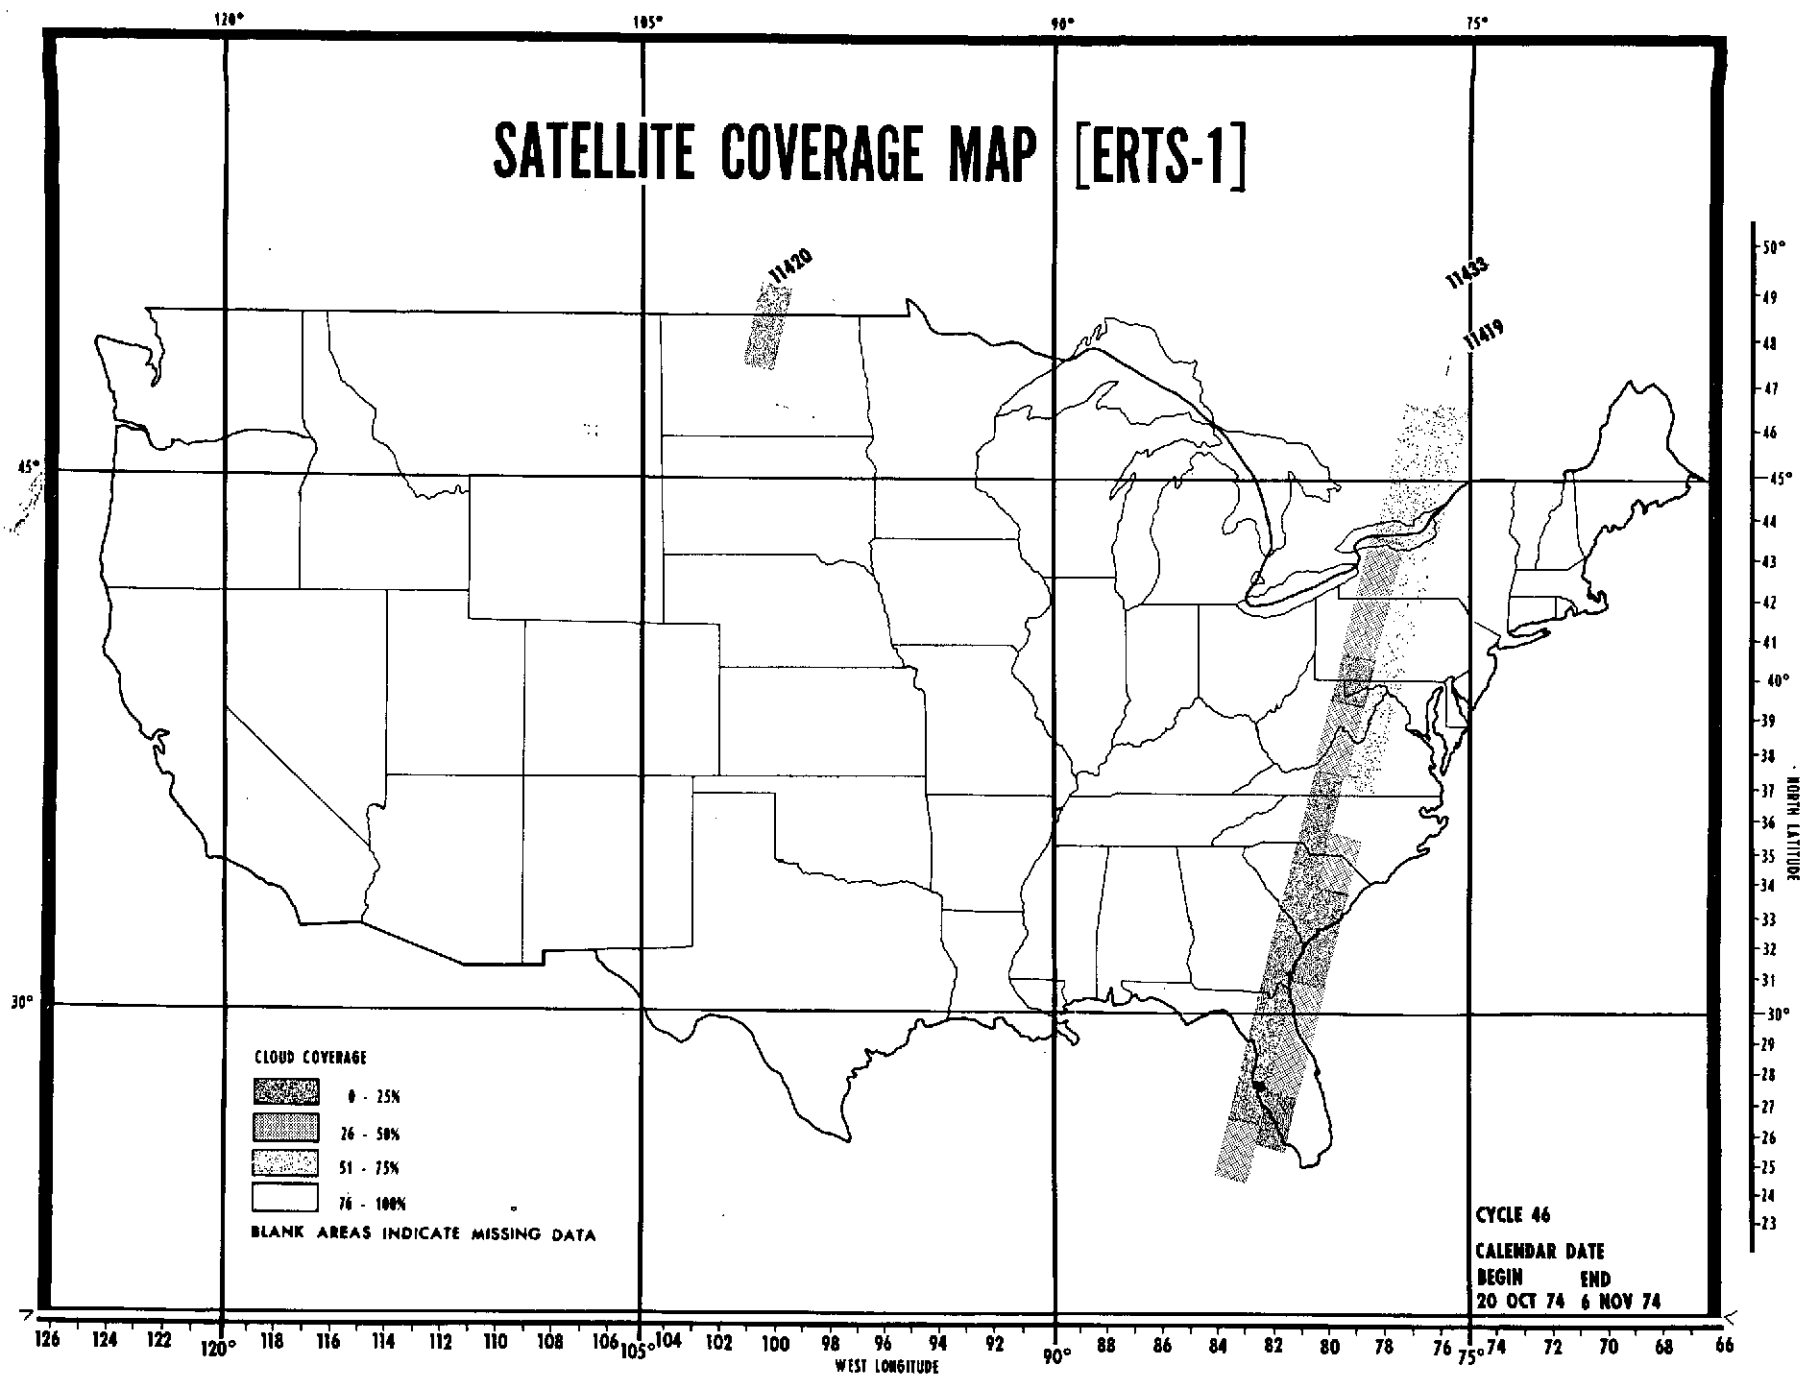 120° 105° 90° 75°
SATELLITE COVERAGE MAP [ERTS-1]
11420
11433
11419
45°
30°
50°
49
48
47
46
45°
44
43
42
41
40°
39
38
37
36
35
34
33
32
31
30°
29
28
27
26
25
24
23
NORTH LATITUDE
CLOUD COVERAGE
0 - 25%
26 - 50%
51 - 75%
76 - 100%
BLANK AREAS INDICATE MISSING DATA
CYCLE 46
CALENDAR DATE
BEGIN END
20 OCT 74 6 NOV 74
126 124 122 120° 118 116 114 112 110 108 106 105° 104 102 100 98 96 94 92 90° 88 86 84 82 80 78 76 75° 74 72 70 68 66
WEST LONGITUDE